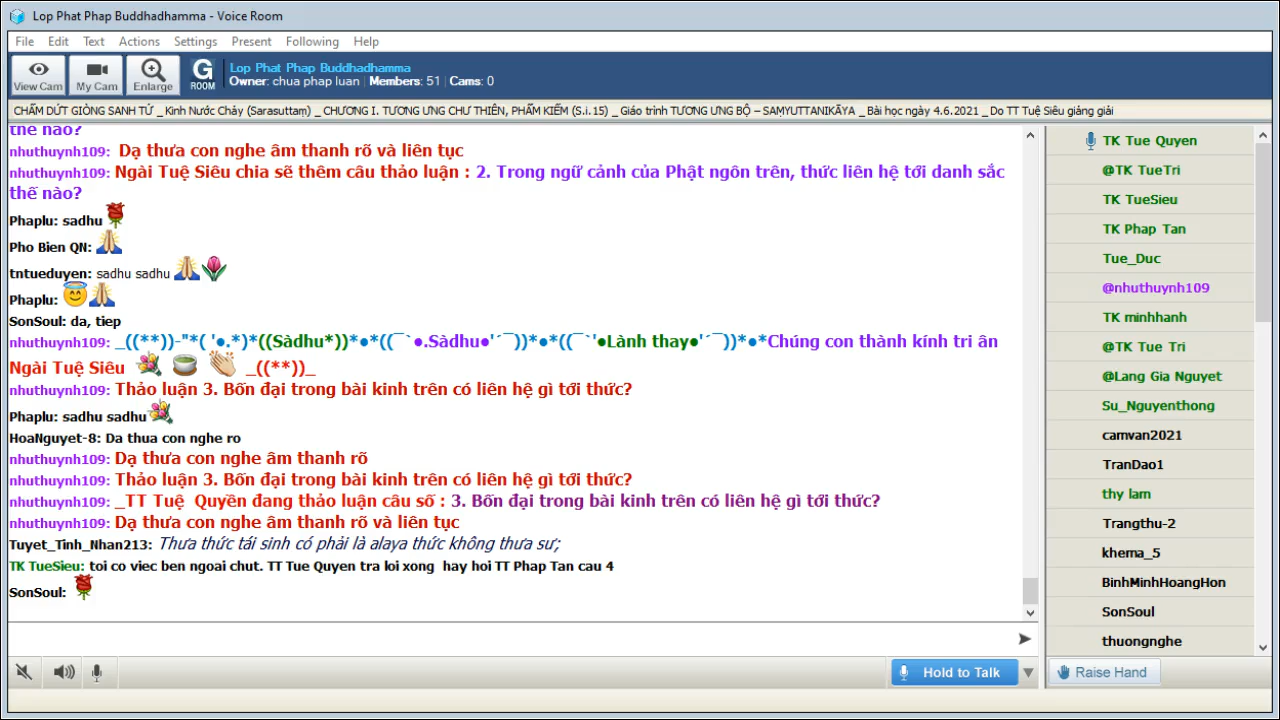 Lop Phat Phap Buddhadhamma - Voice Room
File Edit Text Actions Settings Present Following Help
View Cam My Cam Enlarge G ROOM
Lop Phat Phap Buddhadhamma
Owner: chua phap luan Members: 51 Cams: 0
CHẤM DỨT GIÒNG SANH TỬ _ Kinh Nước Chảy (Sarasuttaṃ) _ CHƯƠNG I. TƯƠNG ƯNG CHƯ THIÊN, PHẨM KIẾM (S.i.15) _ Giáo trình TƯƠNG ƯNG BỘ – SAṂYUTTANIKĀYA _ Bài học ngày 4.6.2021 _ Do TT Tuệ Siêu giảng giải
thế nào?
nhuthuynh109: Dạ thưa con nghe âm thanh rõ và liên tục
nhuthuynh109: Ngài Tuệ Siêu chia sẽ thêm câu thảo luận : 2. Trong ngữ cảnh của Phật ngôn trên, thức liên hệ tới danh sắc
thế nào?
Phaplu: sadhu
Pho Bien QN:
tntueduyen: sadhu sadhu
Phaplu:
SonSoul: da, tiep
nhuthuynh109: _((**))-"*( '●.*)*((Sàdhu*))*●*((¯`●.Sàdhu●'´¯))*●*((¯`'●Lành thay●'´¯))*●*Chúng con thành kính tri ân
Ngài Tuệ Siêu _((**))_
nhuthuynh109: Thảo luận 3. Bốn đại trong bài kinh trên có liên hệ gì tới thức?
Phaplu: sadhu sadhu
HoaNguyet-8: Da thua con nghe ro
nhuthuynh109: Dạ thưa con nghe âm thanh rõ
nhuthuynh109: Thảo luận 3. Bốn đại trong bài kinh trên có liên hệ gì tới thức?
nhuthuynh109: _TT Tuệ Quyền đang thảo luận câu số : 3. Bốn đại trong bài kinh trên có liên hệ gì tới thức?
nhuthuynh109: Dạ thưa con nghe âm thanh rõ và liên tục
Tuyet_Tinh_Nhan213: Thưa thức tái sinh có phải là alaya thức không thưa sư;
TK TueSieu: toi co viec ben ngoai chut. TT Tue Quyen tra loi xong hay hoi TT Phap Tan cau 4
SonSoul:
Hold to Talk
TK Tue Quyen
@TK TueTri
TK TueSieu
TK Phap Tan
Tue_Duc
@nhuthuynh109
TK minhhanh
@TK Tue Tri
@Lang Gia Nguyet
Su_Nguyenthong
camvan2021
TranDao1
thy lam
Trangthu-2
khema_5
BinhMinhHoangHon
SonSoul
thuongnghe
Raise Hand